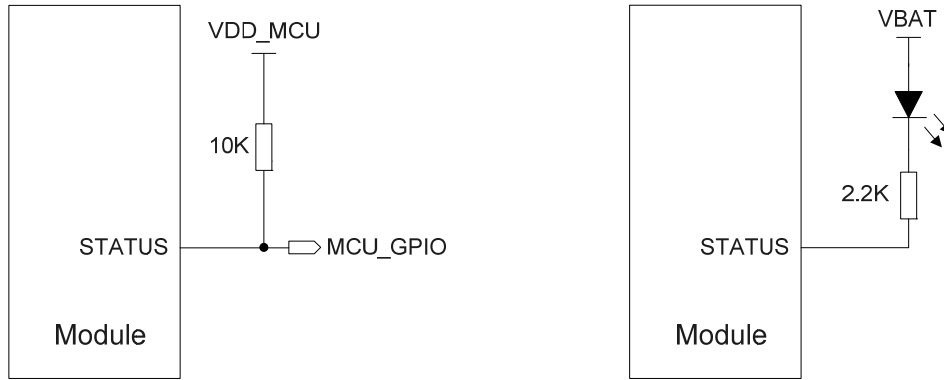 VDD_MCU
10K
STATUS
MCU_GPIO
Module
VBAT
2.2K
STATUS
Module